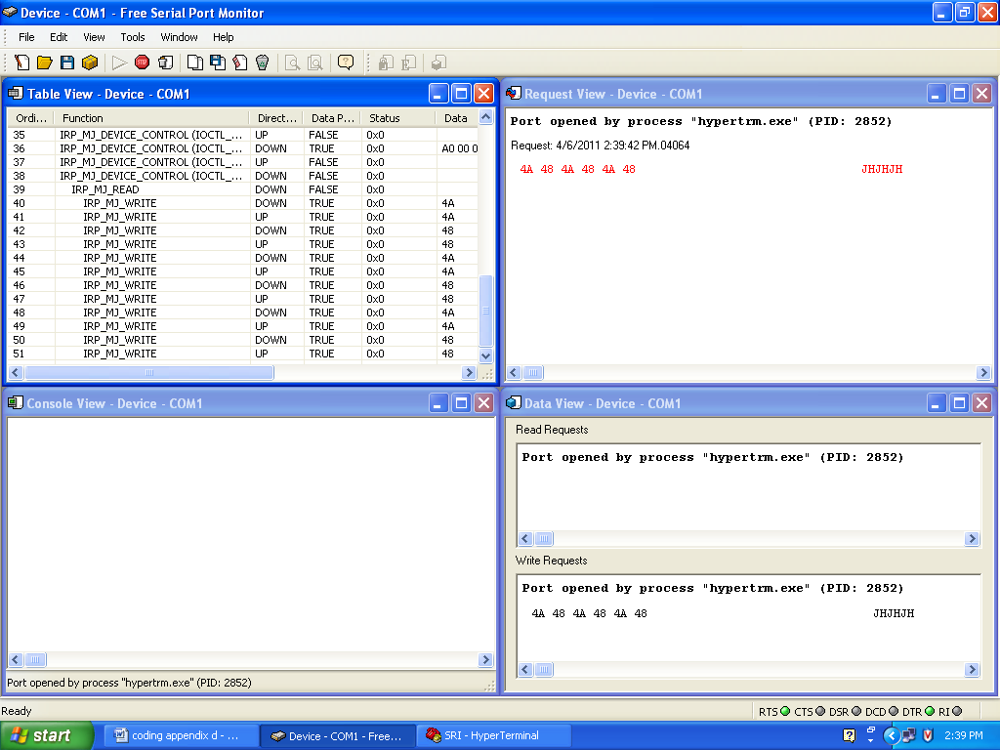 Device - COM1 - Free Serial Port Monitor
File Edit View Tools Window Help
Table View - Device - COM1
Ordi... Function Direct... Data P... Status Data
35 IRP_MJ_DEVICE_CONTROL (IOCTL_... UP FALSE 0x0
36 IRP_MJ_DEVICE_CONTROL (IOCTL_... DOWN TRUE 0x0 A0 00 0
37 IRP_MJ_DEVICE_CONTROL (IOCTL_... UP FALSE 0x0
38 IRP_MJ_DEVICE_CONTROL (IOCTL_... DOWN FALSE 0x0
39 IRP_MJ_READ DOWN FALSE 0x0
40 IRP_MJ_WRITE DOWN TRUE 0x0 4A
41 IRP_MJ_WRITE UP TRUE 0x0 4A
42 IRP_MJ_WRITE DOWN TRUE 0x0 48
43 IRP_MJ_WRITE UP TRUE 0x0 48
44 IRP_MJ_WRITE DOWN TRUE 0x0 4A
45 IRP_MJ_WRITE UP TRUE 0x0 4A
46 IRP_MJ_WRITE DOWN TRUE 0x0 48
47 IRP_MJ_WRITE UP TRUE 0x0 48
48 IRP_MJ_WRITE DOWN TRUE 0x0 4A
49 IRP_MJ_WRITE UP TRUE 0x0 4A
50 IRP_MJ_WRITE DOWN TRUE 0x0 48
51 IRP_MJ_WRITE UP TRUE 0x0 48
Request View - Device - COM1
Port opened by process "hypertrm.exe" (PID: 2852)
Request: 4/6/2011 2:39:42 PM.04064
4A 48 4A 48 4A 48 JHJHJH
Console View - Device - COM1
Port opened by process "hypertrm.exe" (PID: 2852)
Data View - Device - COM1
Read Requests
Port opened by process "hypertrm.exe" (PID: 2852)
Write Requests
Port opened by process "hypertrm.exe" (PID: 2852)
4A 48 4A 48 4A 48 JHJHJH
Ready RTS CTS DSR DCD DTR RI
start coding appendix d - ... Device - COM1 - Free... SRI - HyperTerminal 2:39 PM